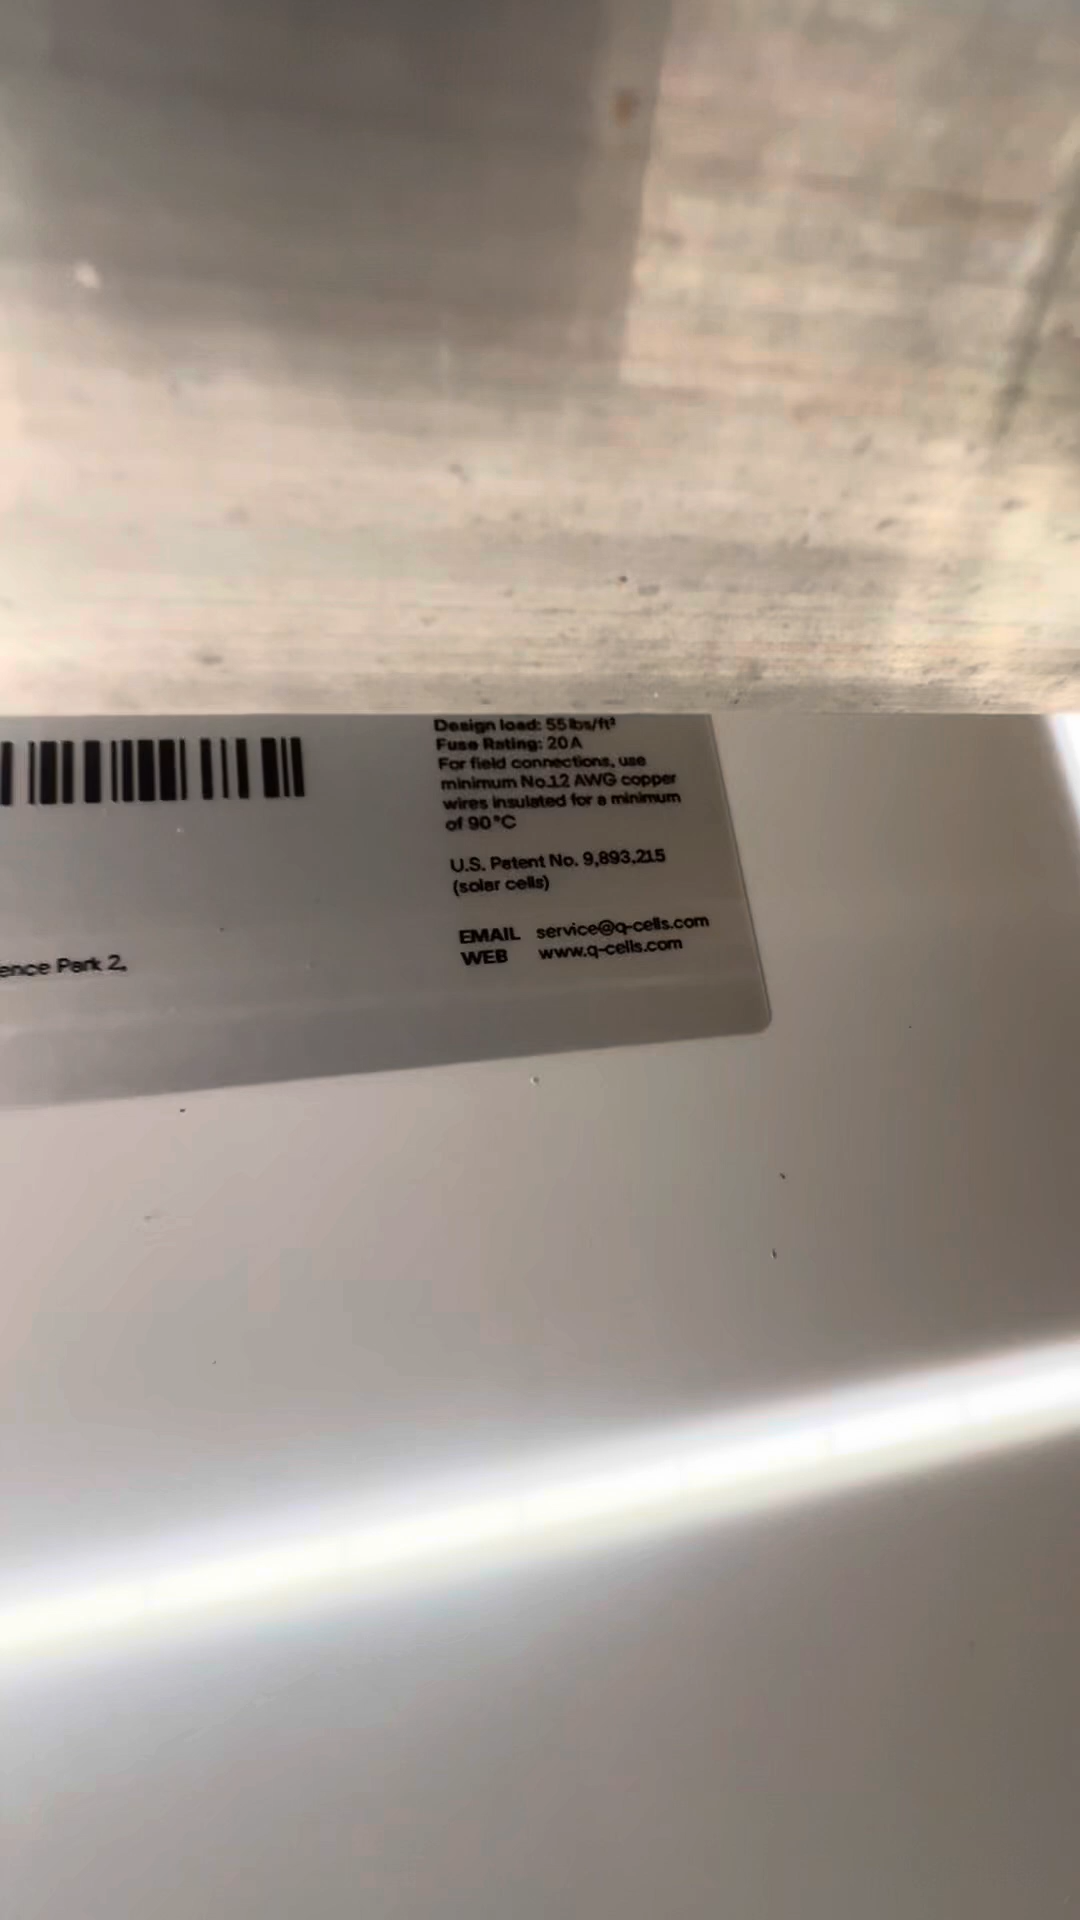 Design load: 55 lbs/ft²
Fuse Rating: 20 A
For field connections, use
minimum No.12 AWG copper
wires insulated for a minimum
of 90°C
U.S. Patent No. 9,893,215
(solar cells)
EMAIL service@q-cells.com
WEB www.q-cells.com
ence Park 2,